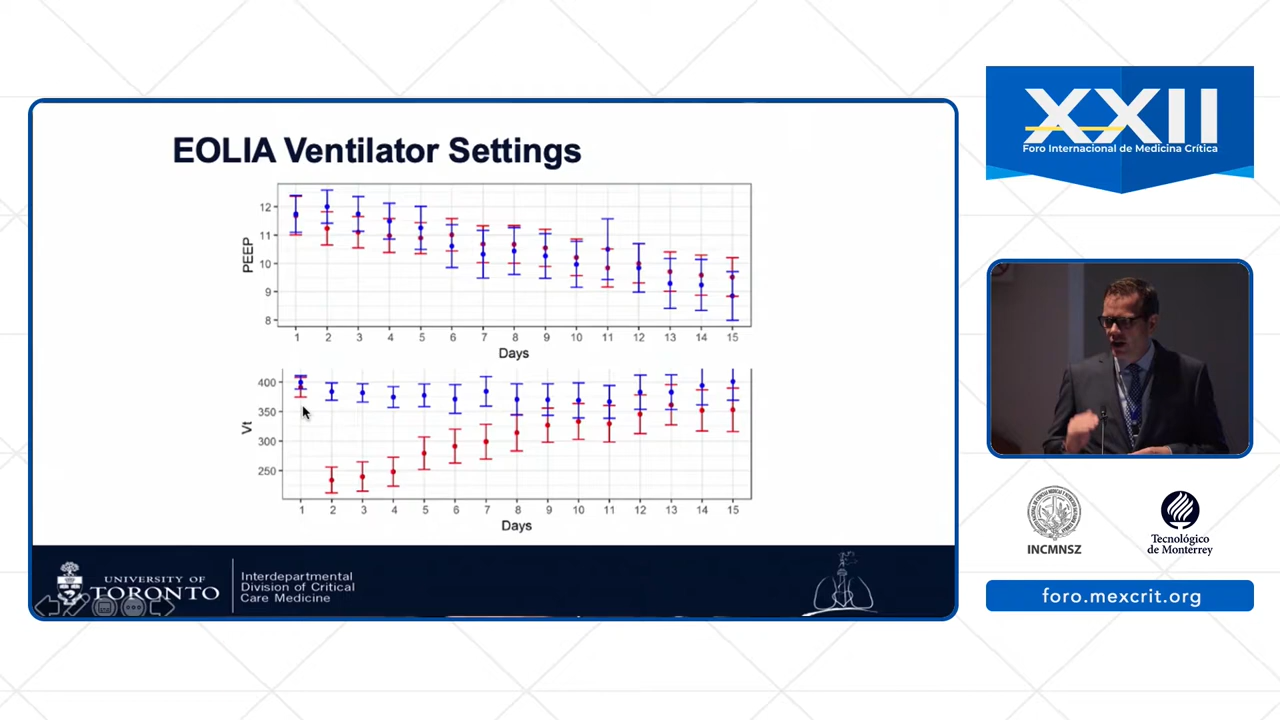 EOLIA Ventilator Settings
12
11
10
9
8
PEEP
1 2 3 4 5 6 7 8 9 10 11 12 13 14 15
Days
400
350
300
250
Vt
1 2 3 4 5 6 7 8 9 10 11 12 13 14 15
Days
UNIVERSITY OF
TORONTO
Interdepartmental
Division of Critical
Care Medicine
XXII
Foro Internacional de Medicina Crítica
INCMNSZ
Tecnológico
de Monterrey
foro.mexcrit.org